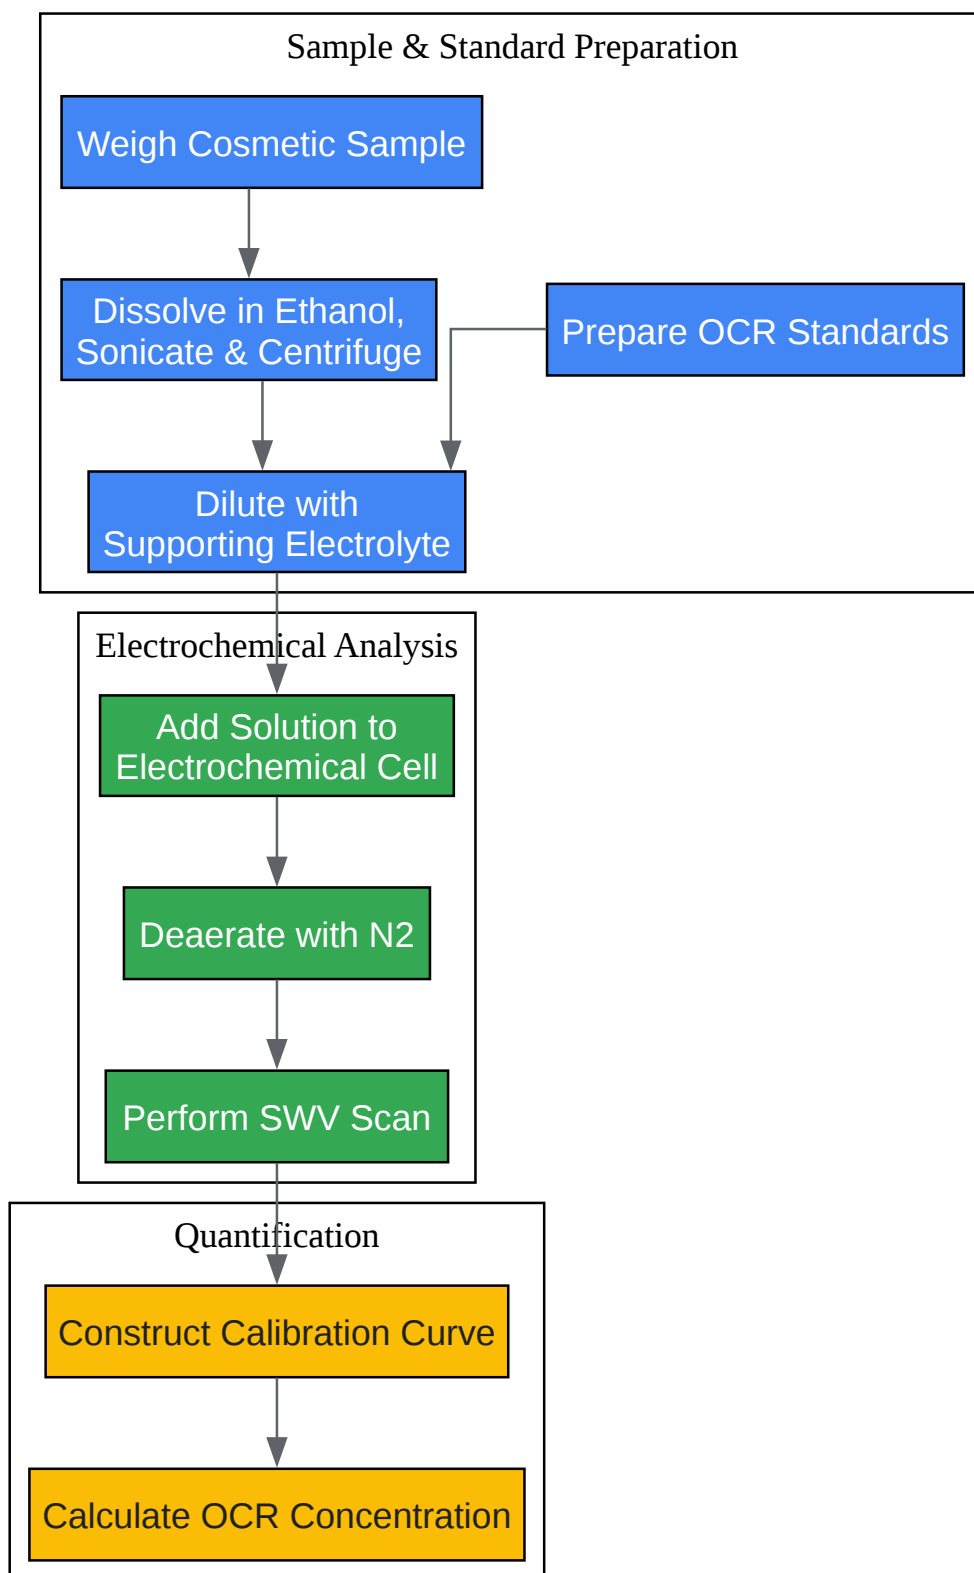 Sample & Standard Preparation
Weigh Cosmetic Sample
Dissolve in Ethanol,
Sonicate & Centrifuge
Prepare OCR Standards
Dilute with
Supporting Electrolyte
Electrochemical Analysis
Add Solution to
Electrochemical Cell
Deaerate with N2
Perform SWV Scan
Quantification
Construct Calibration Curve
Calculate OCR Concentration